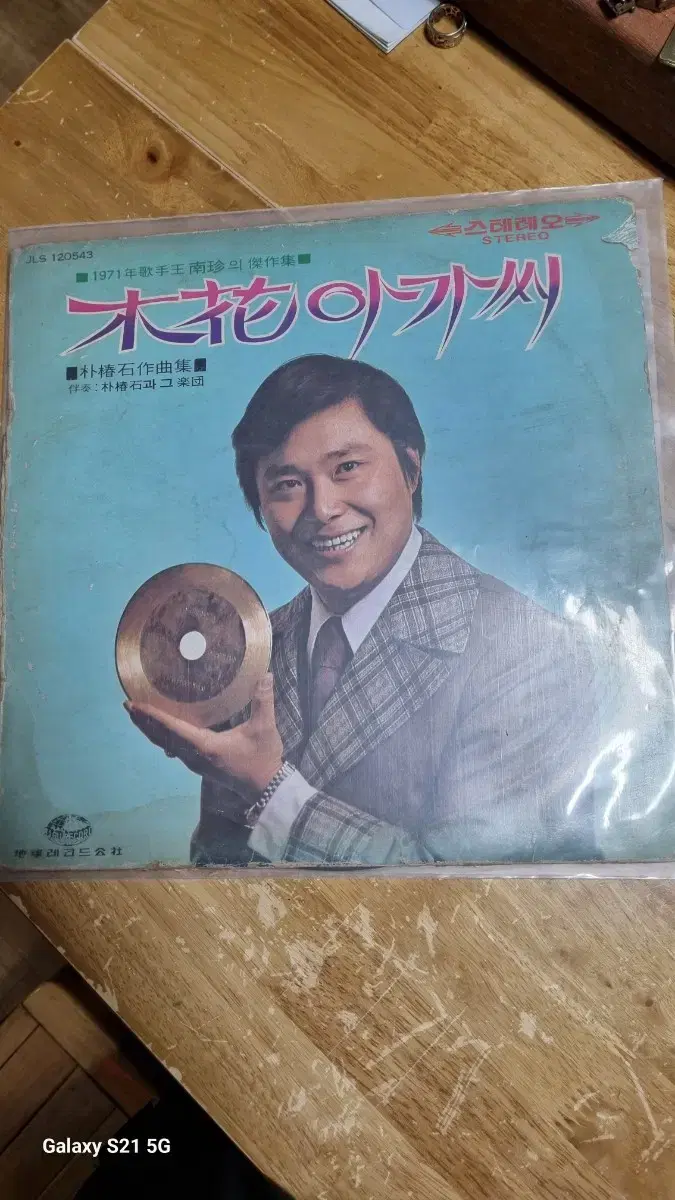 스테레오
STEREO
JLS 120543
■1971年歌手王 南珍의 傑作集■
木花아가씨
■朴椿石作曲集■
伴奏:朴椿石과 그 楽団
地球레코드公社
Galaxy S21 5G